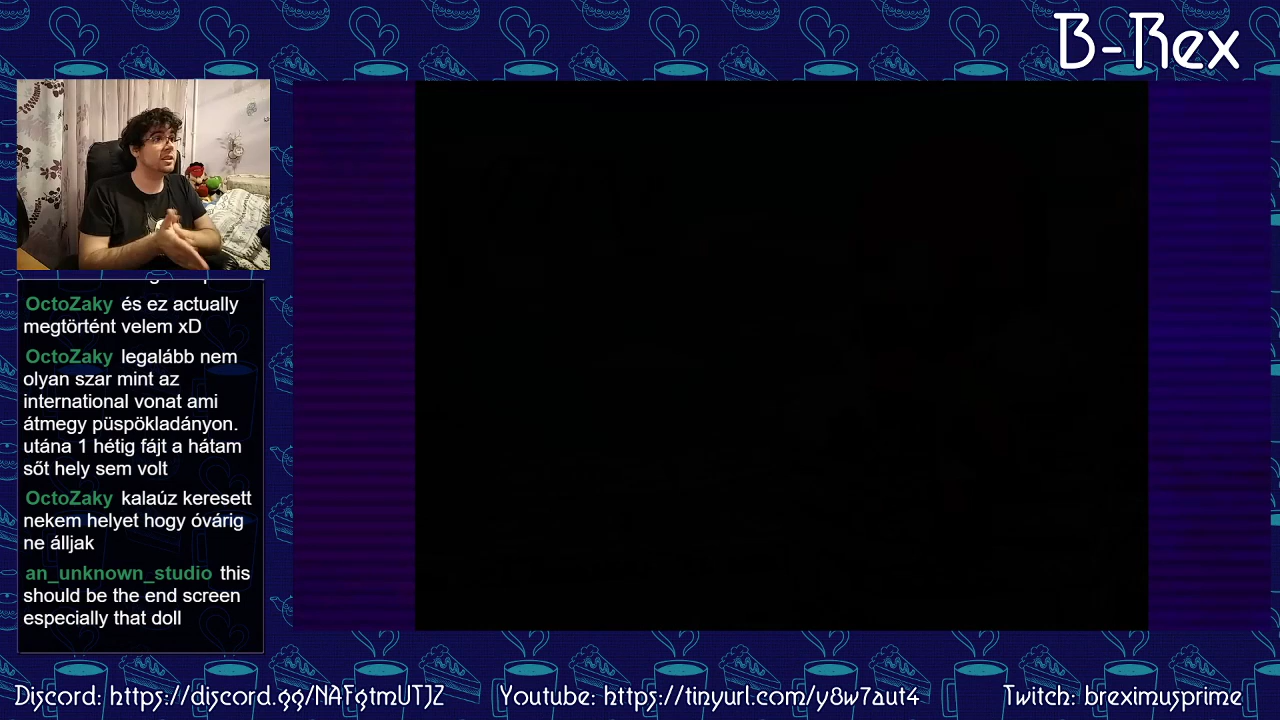 B-Rex
OctoZaky és ez actually
megtörtént velem xD
OctoZaky legalább nem
olyan szar mint az
international vonat ami
átmegy püspökladányon.
utána 1 hétig fájt a hátam
sőt hely sem volt
OctoZaky kalaúz keresett
nekem helyet hogy óvárig
ne álljak
an_unknown_studio this
should be the end screen
especially that doll
Discord: https://discord.gg/NAFgtmUTJZ
Youtube: https://tinyurl.com/y8w7aut4
Twitch: breximusprime